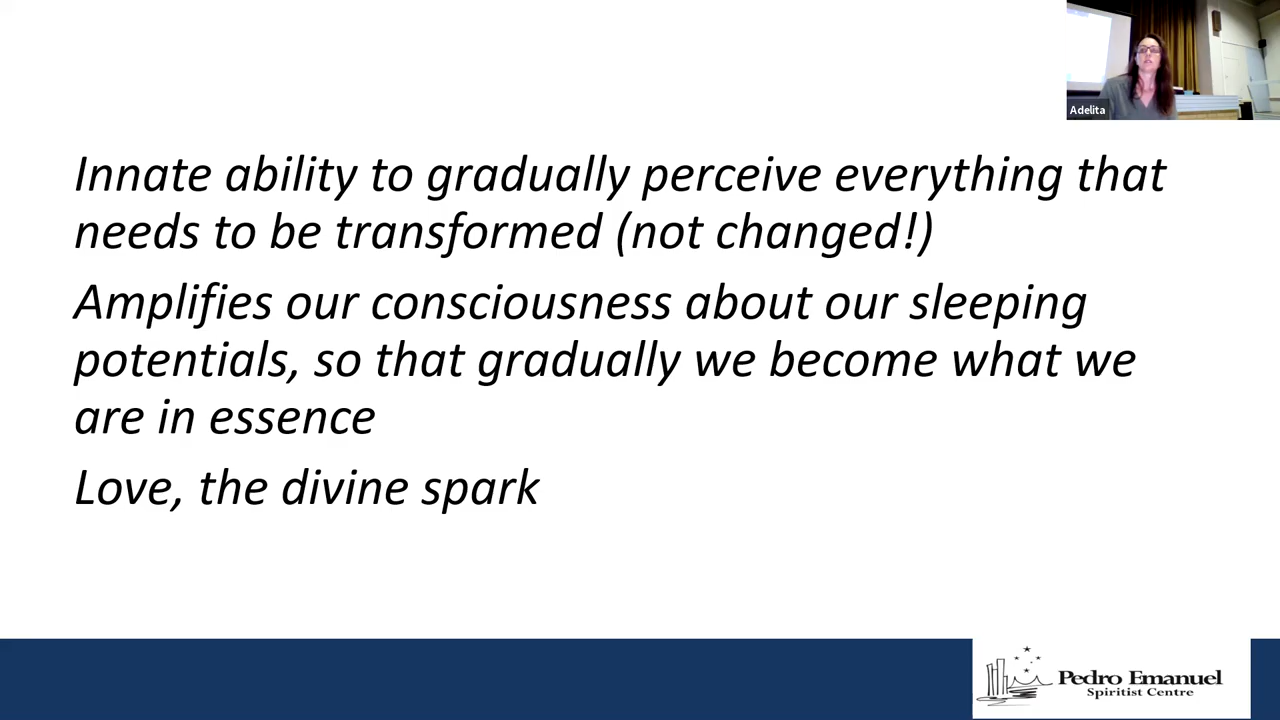 Adelita
Innate ability to gradually perceive everything that
needs to be transformed (not changed!)
Amplifies our consciousness about our sleeping
potentials, so that gradually we become what we
are in essence
Love, the divine spark
Pedro Emanuel
Spiritist Centre